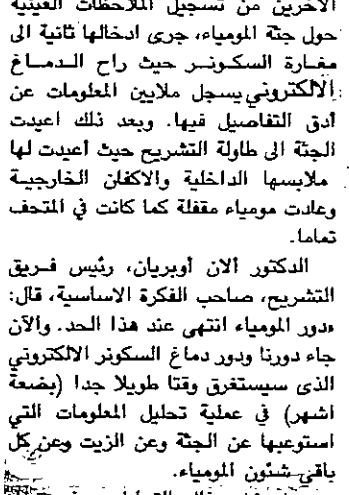 الآخرين من تسجيل الملاحظات العينية
حول جثة المومياء، جرى ادخالها ثانية الى
مغارة السكونر حيث راح الدماغ
الالكتروني يسجل ملايين المعلومات عن
أدق التفاصيل فيها. وبعد ذلك اعيدت
الجثة الى طاولة التشريح حيث أعيدت لها
ملابسها الداخلية والاكفان الخارجية
وعادت مومياء مقفلة كما كانت في المتحف
تماما.
الدكتور ألان أوبريان، رئيس فريق
التشريح، صاحب الفكرة الاساسية، قال:
«دور المومياء انتهى عند هذا الحد. والآن
جاء دورنا ودور دماغ السكونر الالكتروني
الذى سيستغرق وقتا طويلا جدا (بضعة
اشهر) في عملية تحليل المعلومات التي
استوعبها عن الجثة وعن الزيت وعن كل
باقي شئون المومياء.